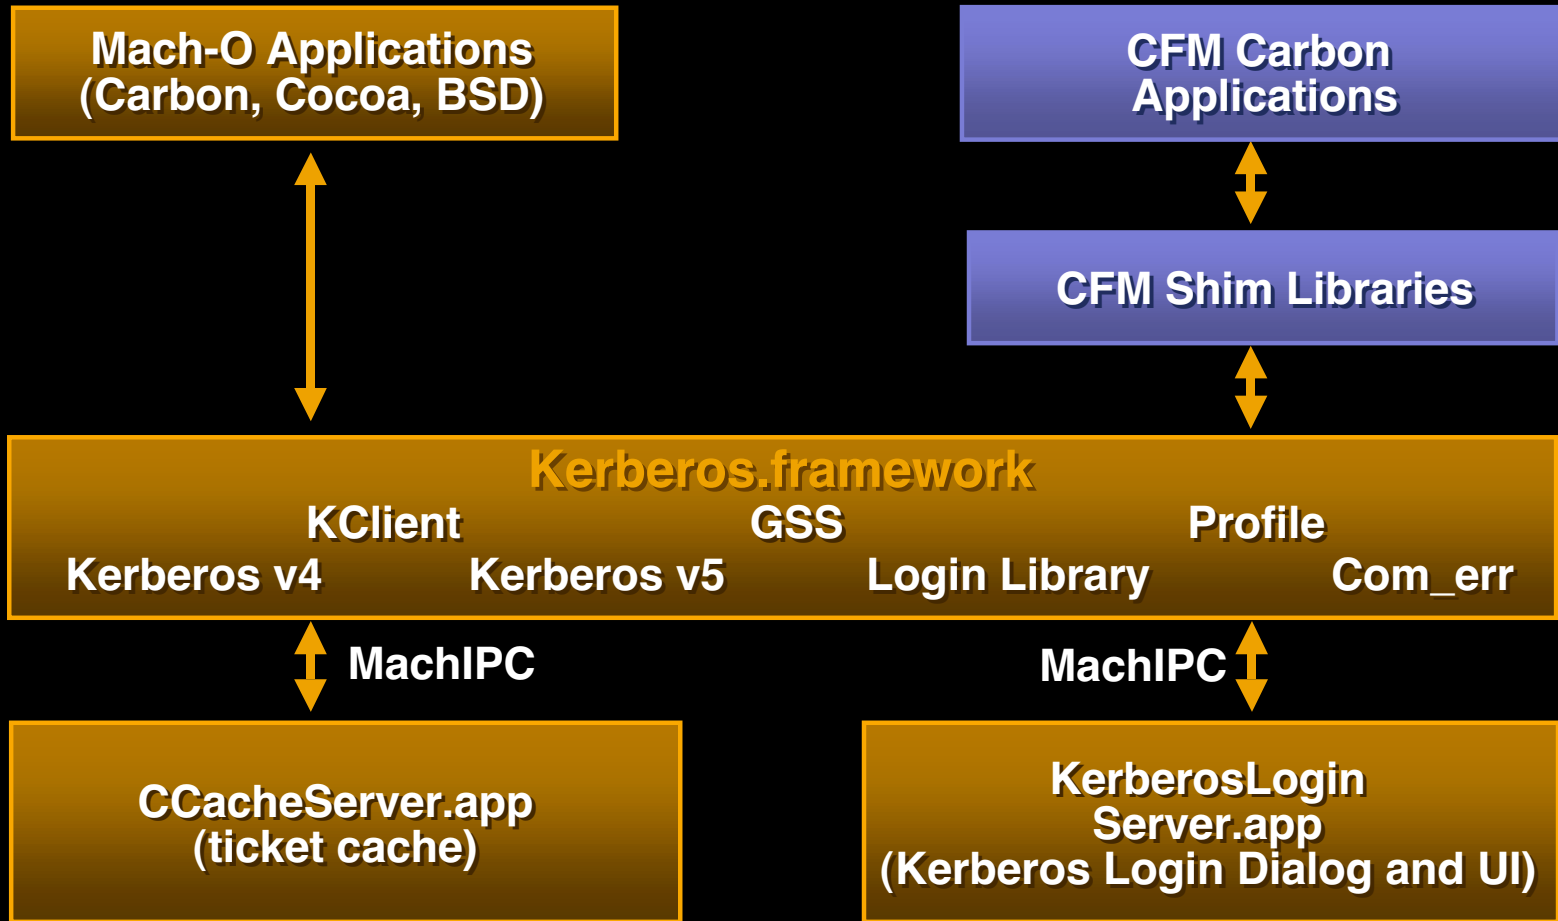 Mach-O Applications
(Carbon, Cocoa, BSD)
CFM Carbon
Applications
CFM Shim Libraries
Kerberos.framework
KClient GSS Profile
Kerberos v4 Kerberos v5 Login Library Com_err
MachIPC MachIPC
CCacheServer.app
(ticket cache)
KerberosLogin
Server.app
(Kerberos Login Dialog and UI)